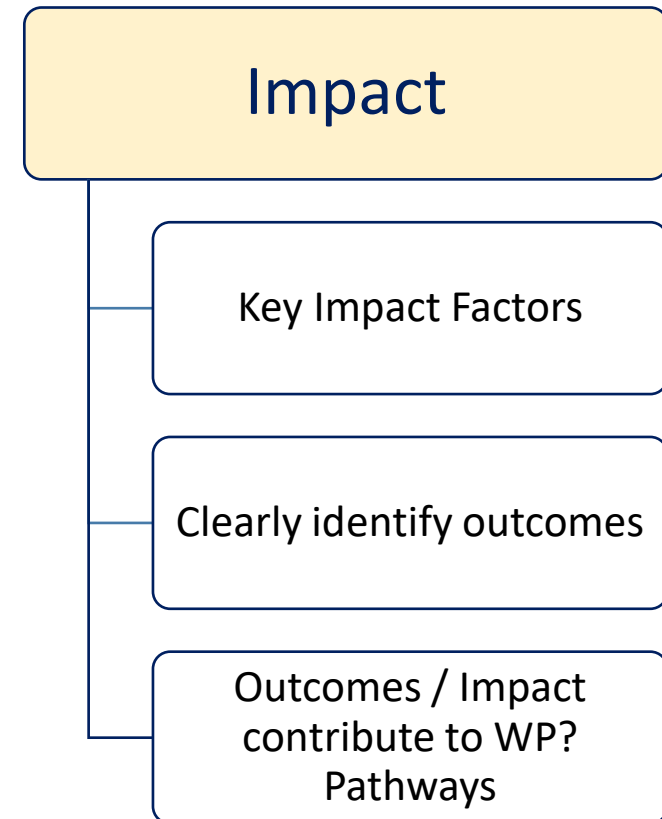 Impact
Key Impact Factors
Clearly identify outcomes
Outcomes / Impact
contribute to WP?
Pathways